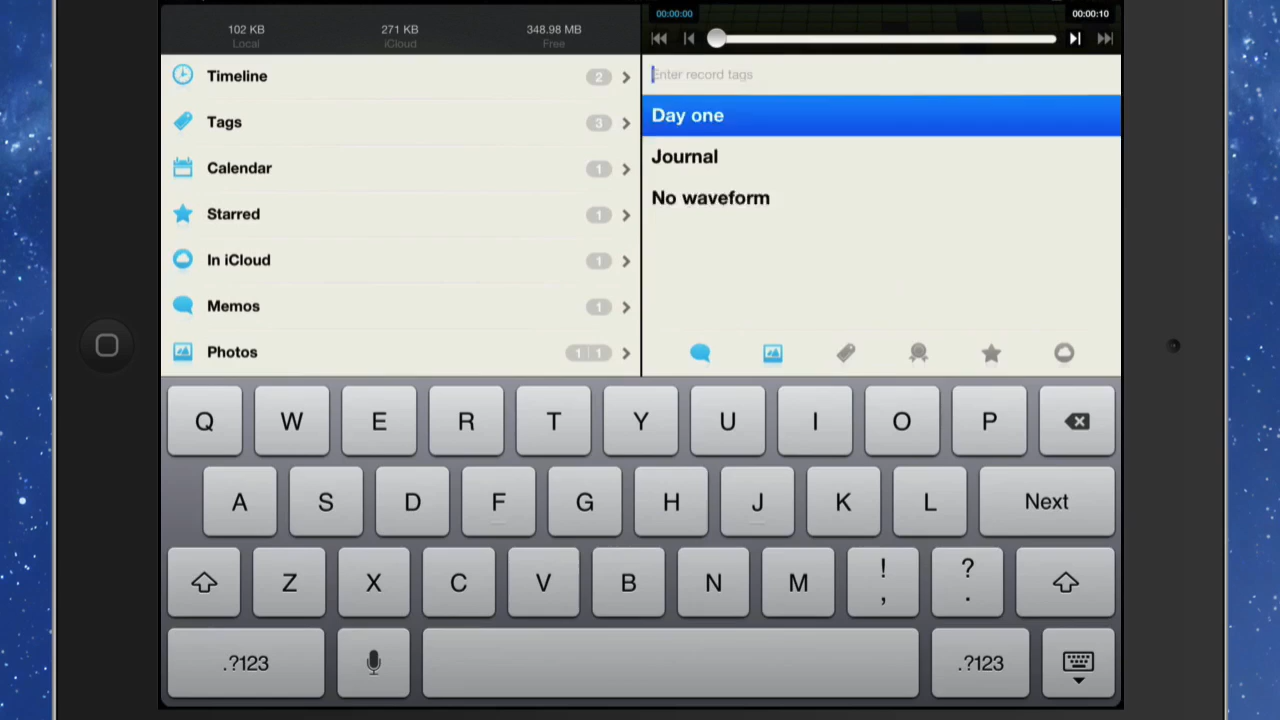 102 KB
Local
271 KB
iCloud
348.98 MB
Free
00:00:00
00:00:10
Timeline 2
Tags 3
Calendar 1
Starred 1
In iCloud 1
Memos 1
Photos 1 1
Enter record tags
Day one
Journal
No waveform
Q W E R T Y U I O P
A S D F G H J K L Next
Z X C V B N M ! , ? .
.?123 .?123